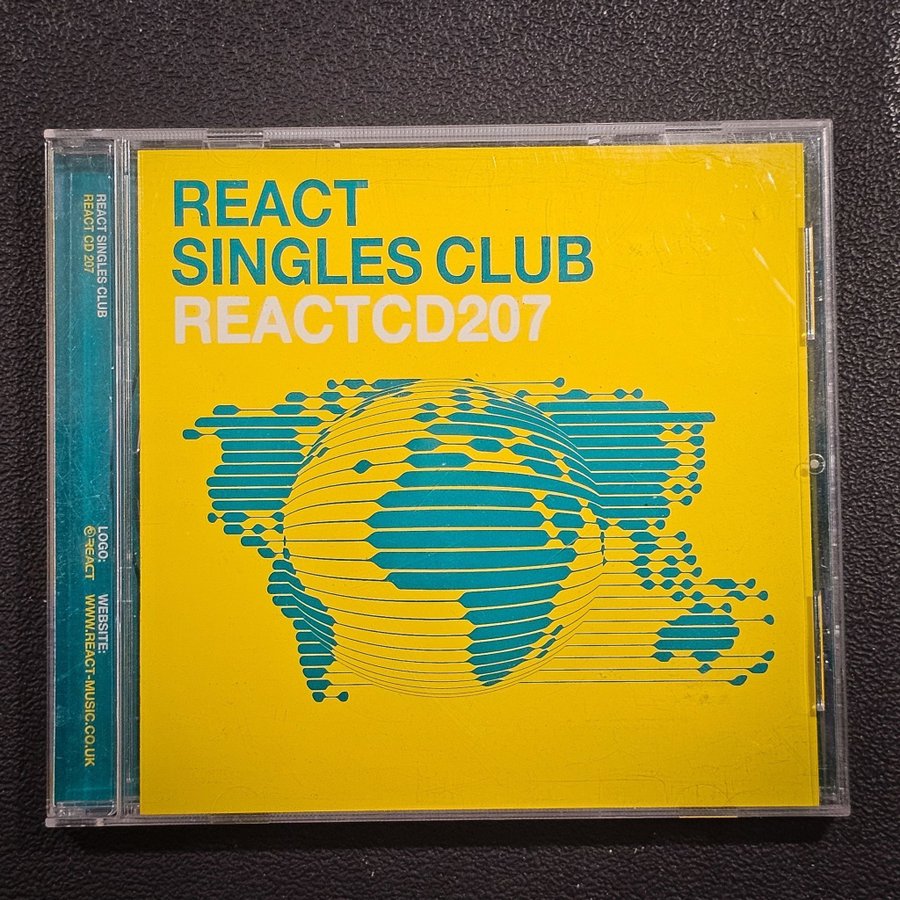 REACT
SINGLES CLUB
REACTCD207
REACT SINGLES CLUB
REACT CD 207
LOGO:
REACT
WEBSITE:
WWW.REACT-MUSIC.CO.UK